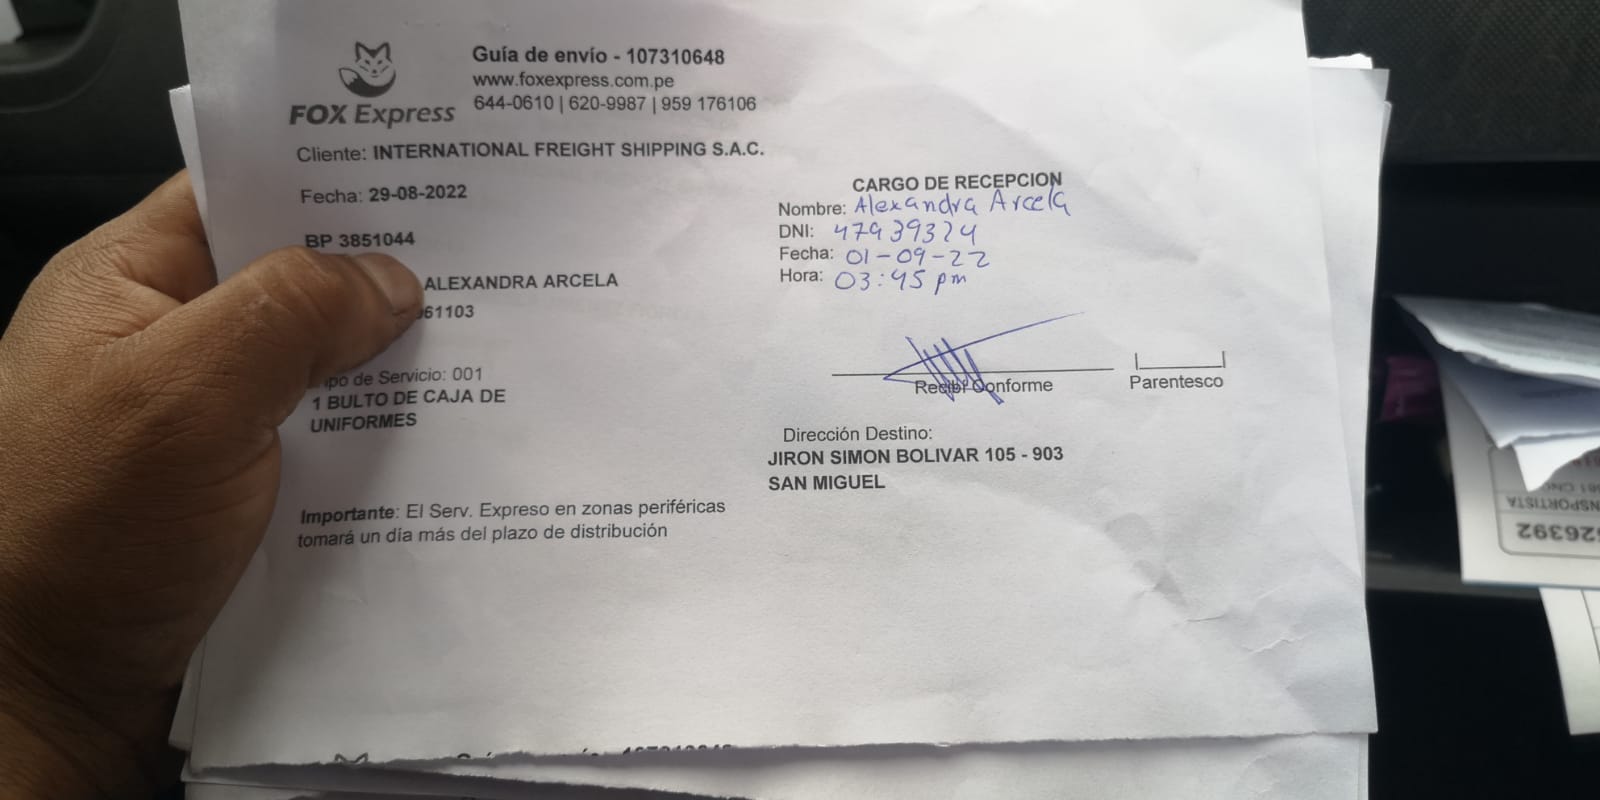 Guía de envío - 107310648
www.foxexpress.com.pe
644-0610 | 620-9987 | 959 176106
FOX Express
Cliente: INTERNATIONAL FREIGHT SHIPPING S.A.C.
Fecha: 29-08-2022
BP 3851044
ALEXANDRA ARCELA
61103
de Servicio: 001
1 BULTO DE CAJA DE
UNIFORMES
Importante: El Serv. Expreso en zonas periféricas
tomará un día más del plazo de distribución
CARGO DE RECEPCION
Nombre: Alexandra Arcela
DNI: 47939324
Fecha: 01-09-22
Hora: 03:45 pm
Recibí Conforme
Parentesco
Dirección Destino:
JIRON SIMON BOLIVAR 105 - 903
SAN MIGUEL
26392